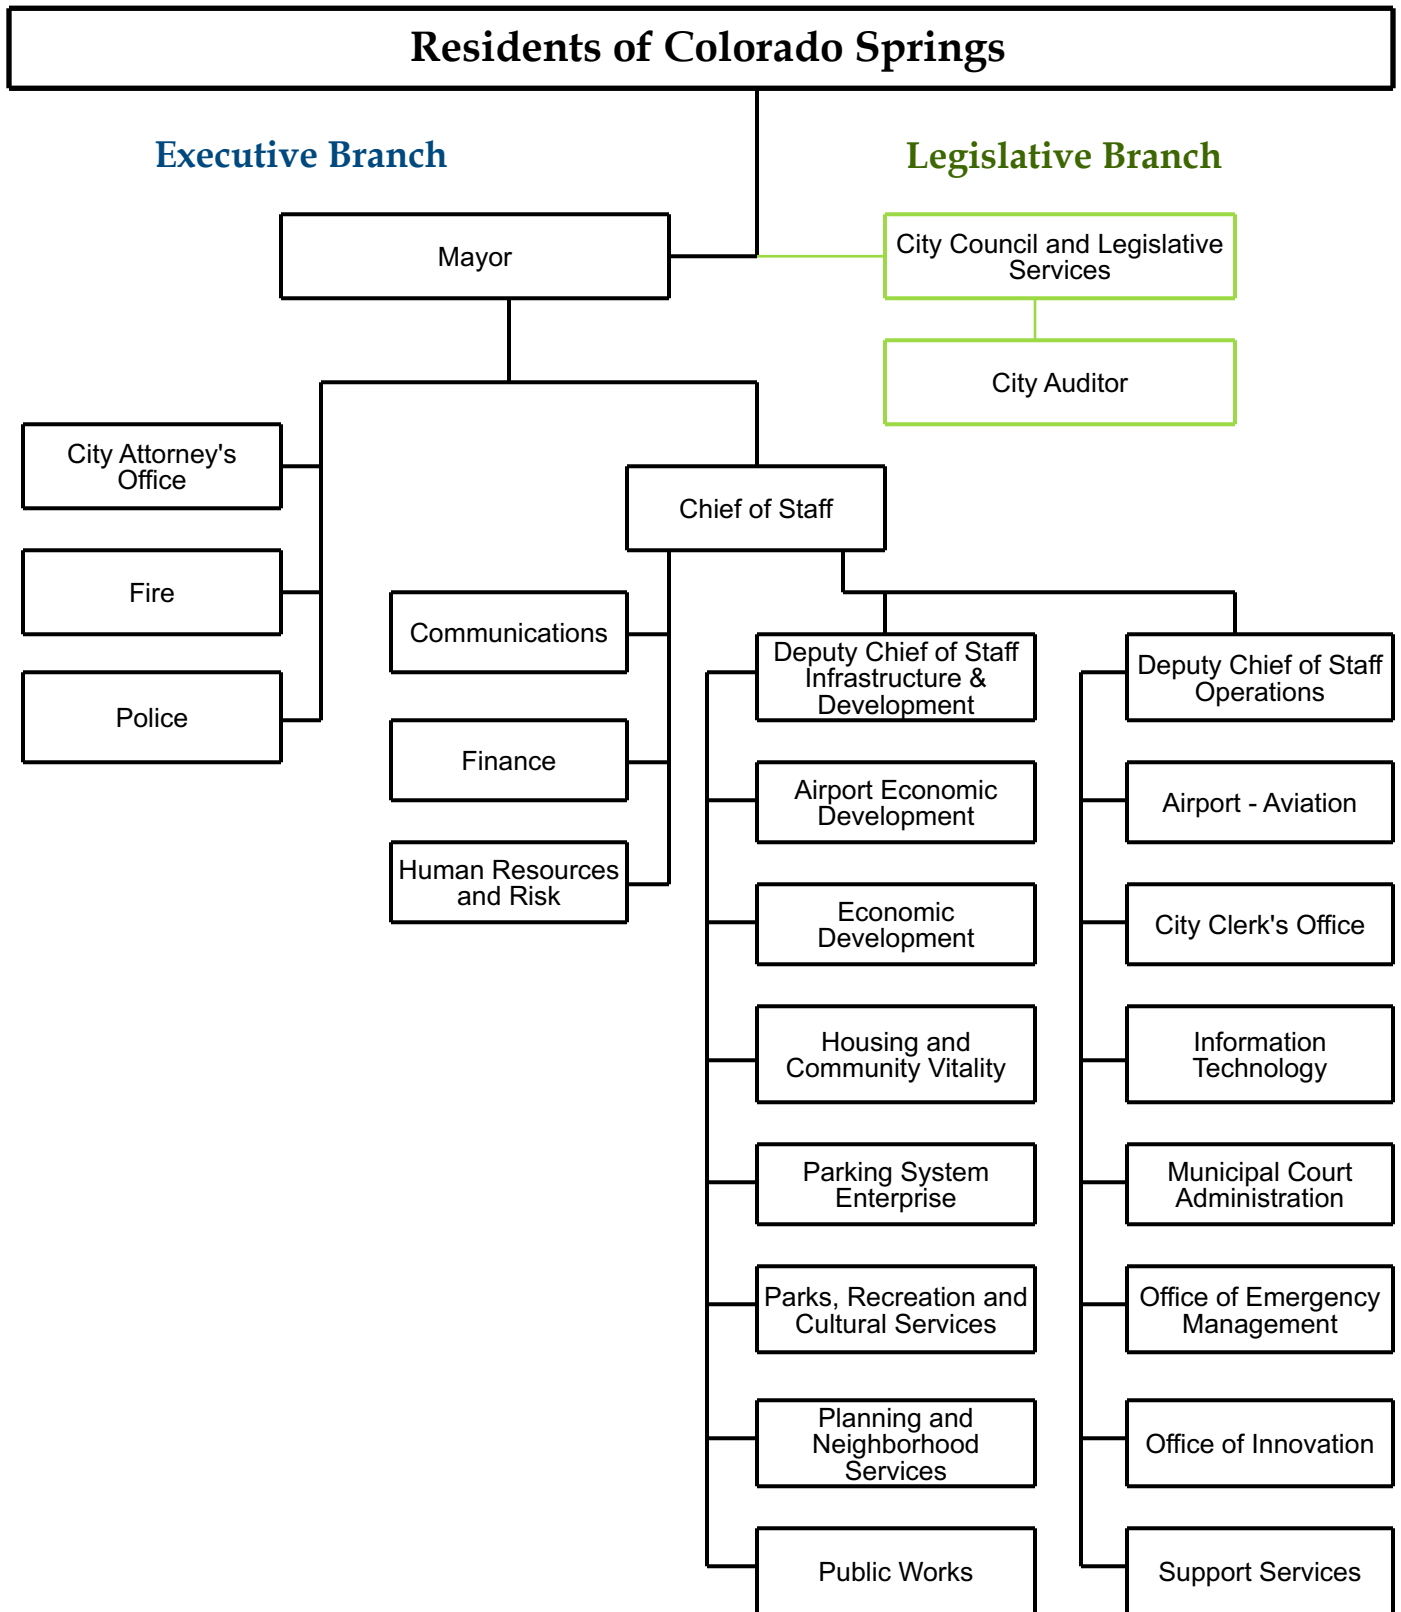 Residents of Colorado Springs
Executive Branch
Legislative Branch
Mayor
City Council and Legislative
Services
City Auditor
City Attorney's
Office
Fire
Police
Chief of Staff
Communications
Finance
Human Resources
and Risk
Deputy Chief of Staff
Infrastructure &
Development
Airport Economic
Development
Economic
Development
Housing and
Community Vitality
Parking System
Enterprise
Parks, Recreation and
Cultural Services
Planning and
Neighborhood
Services
Public Works
Deputy Chief of Staff
Operations
Airport - Aviation
City Clerk's Office
Information
Technology
Municipal Court
Administration
Office of Emergency
Management
Office of Innovation
Support Services